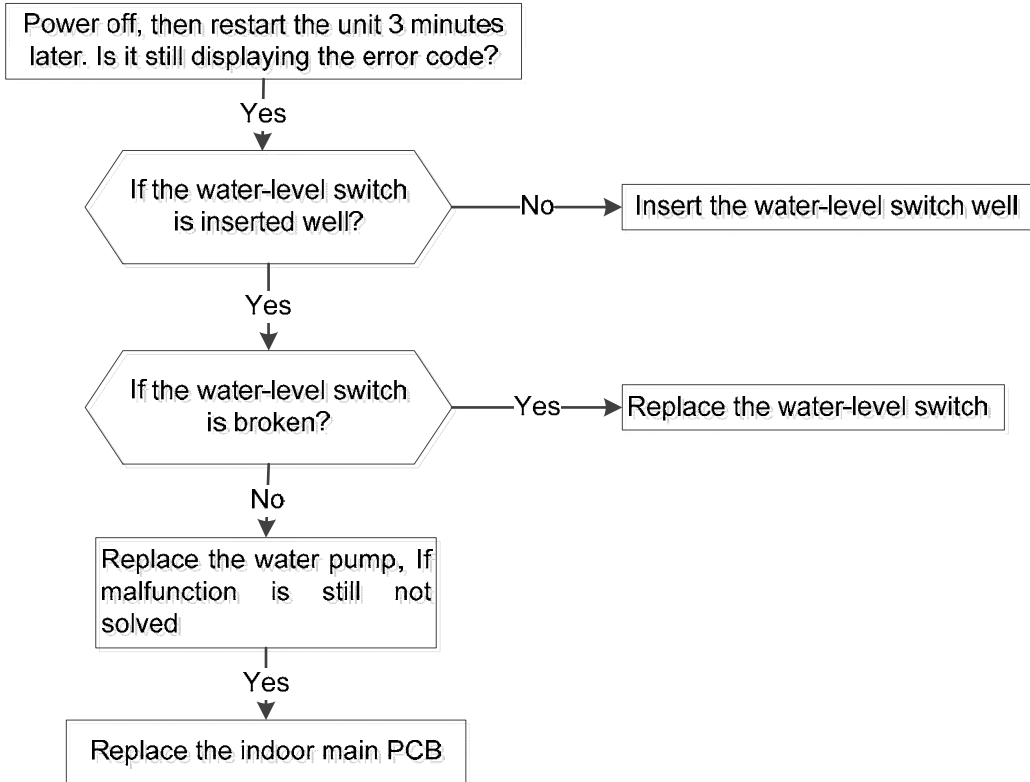 Power off, then restart the unit 3 minutes
later. Is it still displaying the error code?
Yes
If the water-level switch
is inserted well?
No
Insert the water-level switch well
Yes
If the water-level switch
is broken?
Yes
Replace the water-level switch
No
Replace the water pump, If
malfunction is still not
solved
Yes
Replace the indoor main PCB